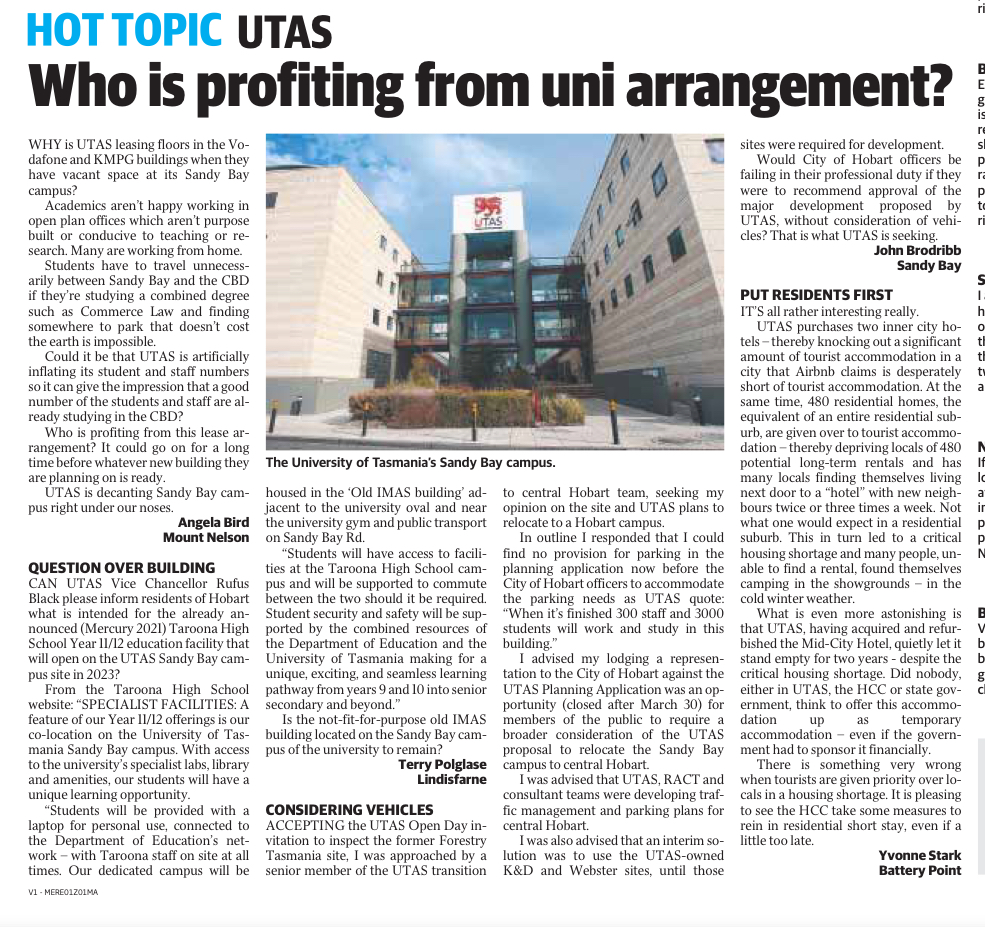 HOT TOPIC UTAS
Who is profiting from uni arrangement?
WHY is UTAS leasing floors in the Vo-
dafone and KMPG buildings when they
have vacant space at its Sandy Bay
campus?
Academics aren't happy working in
open plan offices which aren't purpose
built or conducive to teaching or re-
search. Many are working from home.
Students have to travel unnecess-
arily between Sandy Bay and the CBD
if they're studying a combined degree
such as Commerce Law and finding
somewhere to park that doesn't cost
the earth is impossible.
Could it be that UTAS is artificially
inflating its student and staff numbers
so it can give the impression that a good
number of the students and staff are al-
ready studying in the CBD?
Who is profiting from this lease ar-
rangement? It could go on for a long
time before whatever new building they
are planning on is ready.
UTAS is decanting Sandy Bay cam-
pus right under our noses.
Angela Bird
Mount Nelson
QUESTION OVER BUILDING
CAN UTAS Vice Chancellor Rufus
Black please inform residents of Hobart
what is intended for the already an-
nounced (Mercury 2021) Taroona High
School Year 11/12 education facility that
will open on the UTAS Sandy Bay cam-
pus site in 2023?
From the Taroona High School
website: “SPECIALIST FACILITIES: A
feature of our Year 11/12 offerings is our
co-location on the University of Tas-
mania Sandy Bay campus. With access
to the university's specialist labs, library
and amenities, our students will have a
unique learning opportunity.
“Students will be provided with a
laptop for personal use, connected to
the Department of Education's net-
work – with Taroona staff on site at all
times. Our dedicated campus will be
UTAS
The University of Tasmania's Sandy Bay campus.
housed in the ‘Old IMAS building’ ad-
jacent to the university oval and near
the university gym and public transport
on Sandy Bay Rd.
“Students will have access to facili-
ties at the Taroona High School cam-
pus and will be supported to commute
between the two should it be required.
Student security and safety will be sup-
ported by the combined resources of
the Department of Education and the
University of Tasmania making for a
unique, exciting, and seamless learning
pathway from years 9 and 10 into senior
secondary and beyond.”
Is the not-fit-for-purpose old IMAS
building located on the Sandy Bay cam-
pus of the university to remain?
Terry Polglase
Lindisfarne
CONSIDERING VEHICLES
ACCEPTING the UTAS Open Day in-
vitation to inspect the former Forestry
Tasmania site, I was approached by a
senior member of the UTAS transition
to central Hobart team, seeking my
opinion on the site and UTAS plans to
relocate to a Hobart campus.
In outline I responded that I could
find no provision for parking in the
planning application now before the
City of Hobart officers to accommodate
the parking needs as UTAS quote:
“When it's finished 300 staff and 3000
students will work and study in this
building.”
I advised my lodging a represen-
tation to the City of Hobart against the
UTAS Planning Application was an op-
portunity (closed after March 30) for
members of the public to require a
broader consideration of the UTAS
proposal to relocate the Sandy Bay
campus to central Hobart.
I was advised that UTAS, RACT and
consultant teams were developing traf-
fic management and parking plans for
central Hobart.
I was also advised that an interim so-
lution was to use the UTAS-owned
K&D and Webster sites, until those
sites were required for development.
Would City of Hobart officers be
failing in their professional duty if they
were to recommend approval of the
major development proposed by
UTAS, without consideration of vehi-
cles? That is what UTAS is seeking.
John Brodribb
Sandy Bay
PUT RESIDENTS FIRST
IT'S all rather interesting really.
UTAS purchases two inner city ho-
tels – thereby knocking out a significant
amount of tourist accommodation in a
city that Airbnb claims is desperately
short of tourist accommodation. At the
same time, 480 residential homes, the
equivalent of an entire residential sub-
urb, are given over to tourist accommo-
dation – thereby depriving locals of 480
potential long-term rentals and has
many locals finding themselves living
next door to a “hotel” with new neigh-
bours twice or three times a week. Not
what one would expect in a residential
suburb. This in turn led to a critical
housing shortage and many people, un-
able to find a rental, found themselves
camping in the showgrounds – in the
cold winter weather.
What is even more astonishing is
that UTAS, having acquired and refur-
bished the Mid-City Hotel, quietly let it
stand empty for two years - despite the
critical housing shortage. Did nobody,
either in UTAS, the HCC or state gov-
ernment, think to offer this accommo-
dation up as temporary
accommodation – even if the govern-
ment had to sponsor it financially.
There is something very wrong
when tourists are given priority over lo-
cals in a housing shortage. It is pleasing
to see the HCC take some measures to
rein in residential short stay, even if a
little too late.
Yvonne Stark
Battery Point
V1 - MERE01Z01MA